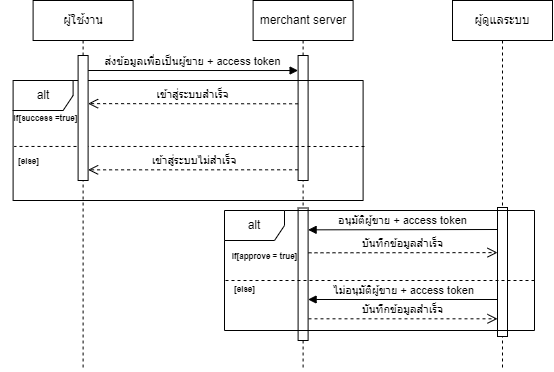 ผู้ใช้งาน
merchant server
ผู้ดูแลระบบ
ส่งข้อมูลเพื่อเป็นผู้ขาย + access token
alt
เข้าสู่ระบบสำเร็จ
if[success =true]
[else]
เข้าสู่ระบบไม่สำเร็จ
alt
อนุมัติผู้ขาย + access token
บันทึกข้อมูลสำเร็จ
if[approve = true]
[else]
ไม่อนุมัติผู้ขาย + access token
บันทึกข้อมูลสำเร็จ